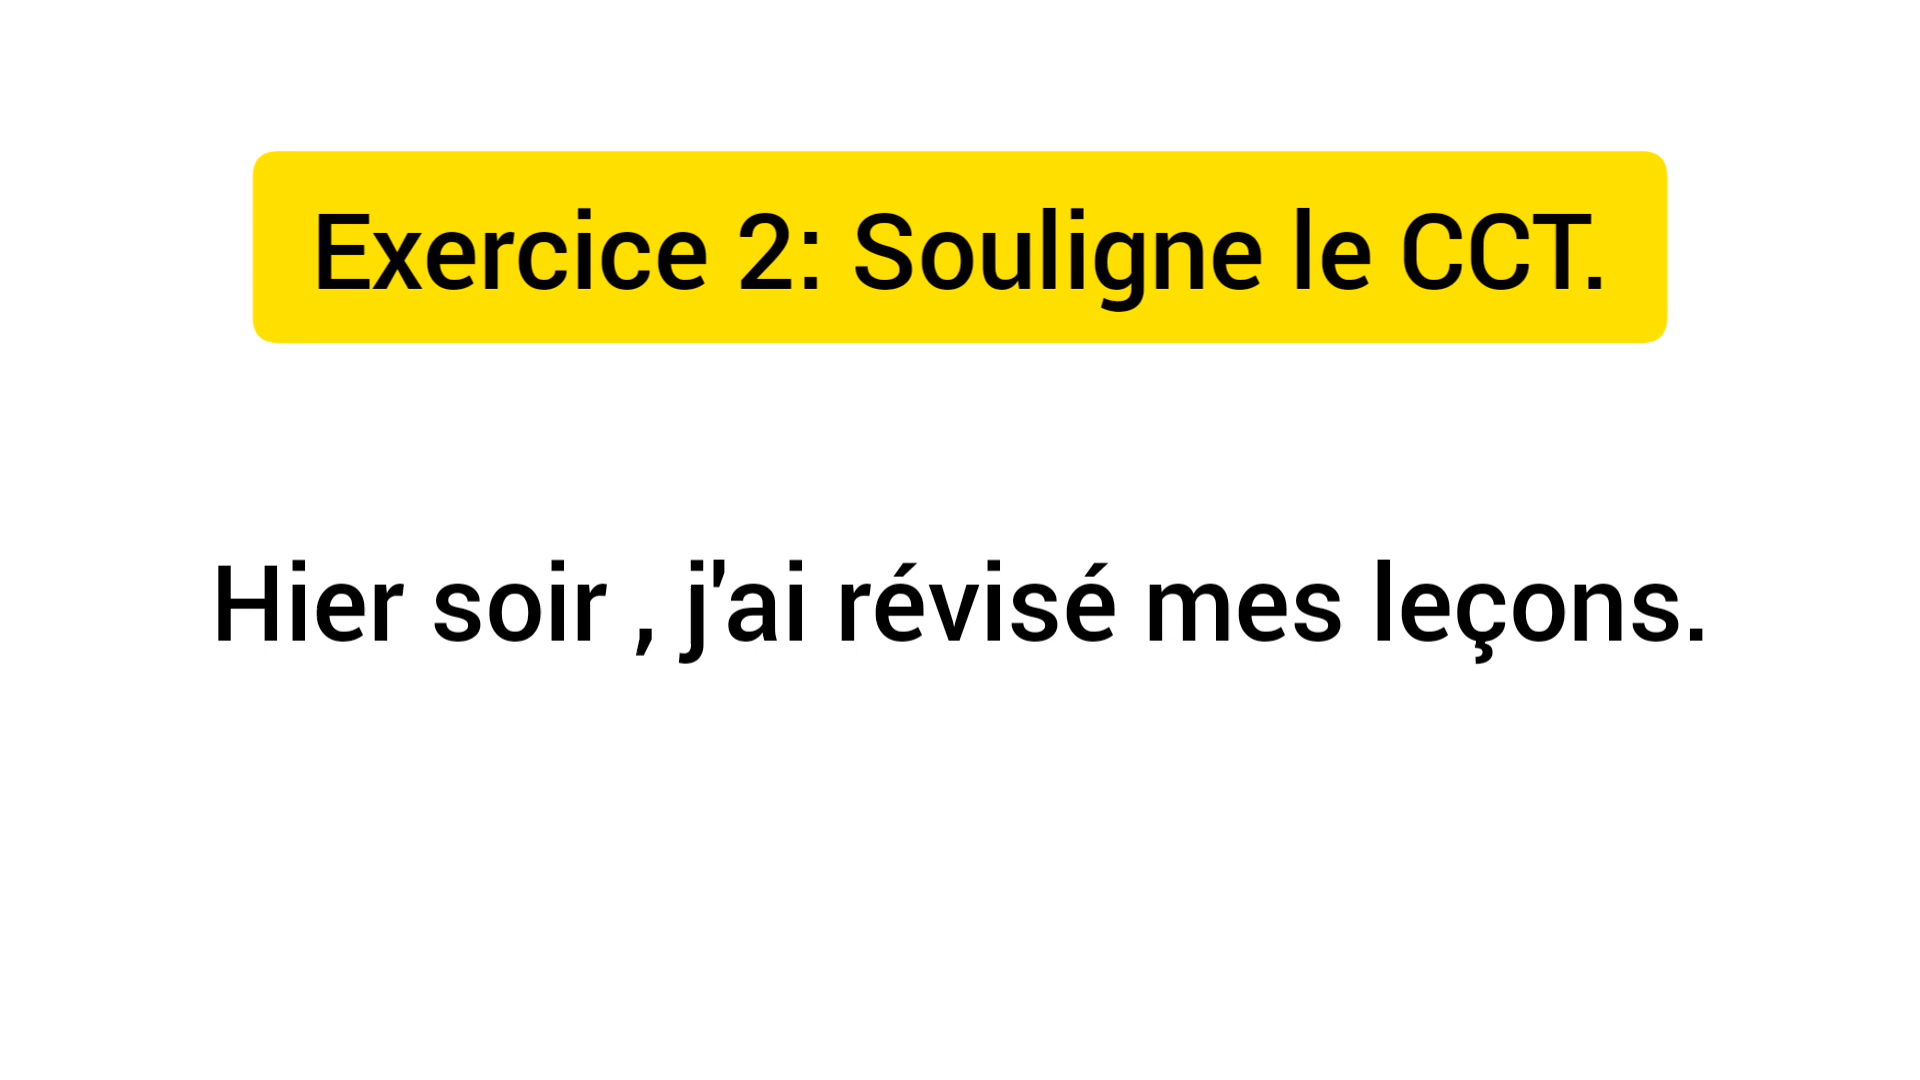 Exercice 2: Souligne le CCT.
Hier soir , j'ai révisé mes leçons.